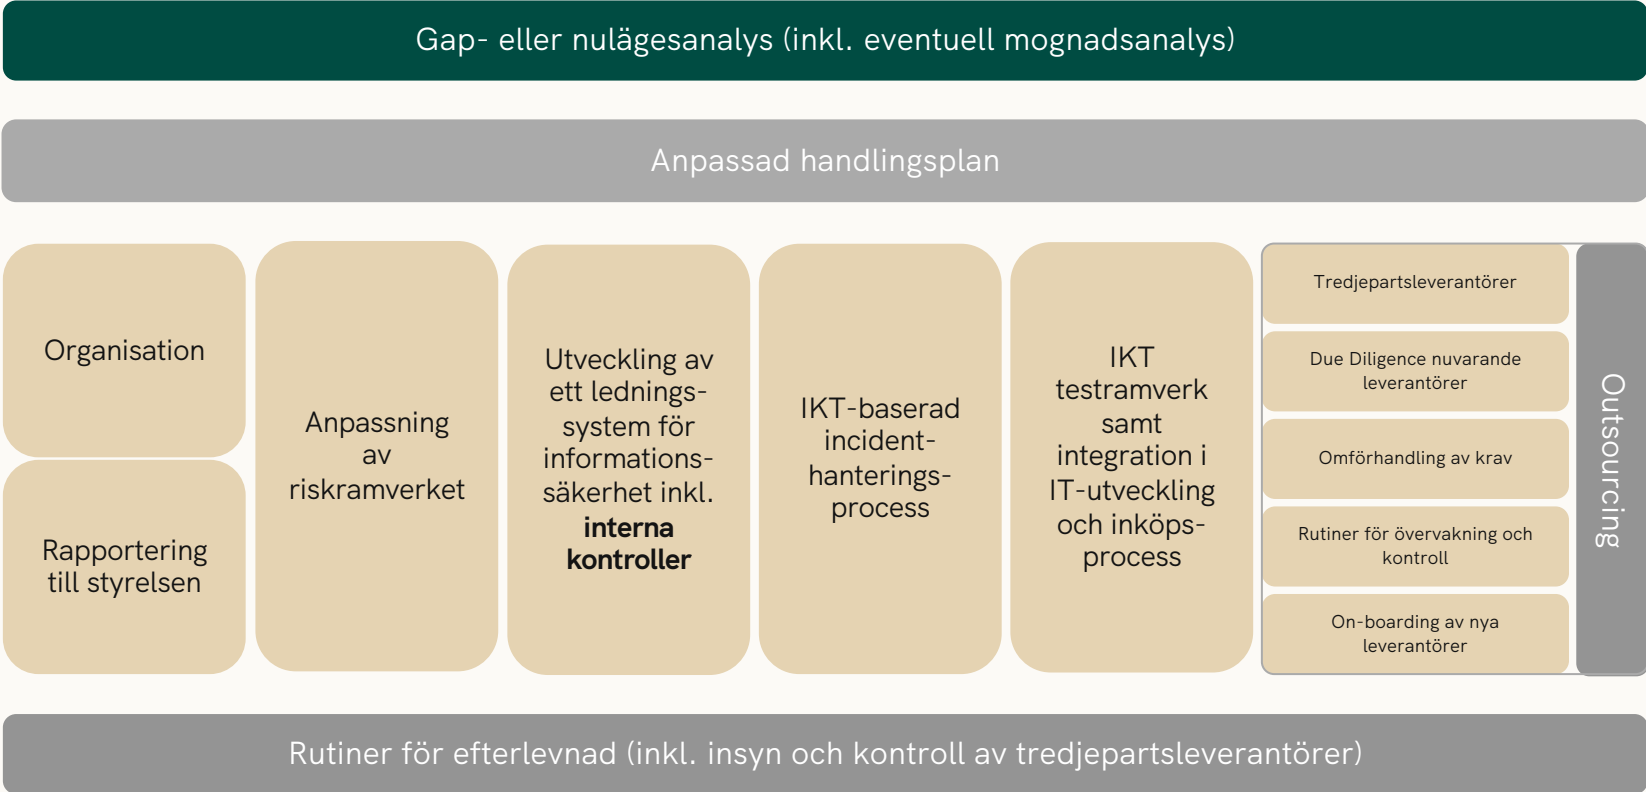 Gap- eller nulägesanalys (inkl. eventuell mognadsanalys)
Anpassad handlingsplan
Organisation
Rapportering
till styrelsen
Anpassning
av
riskramverket
Utveckling av
ett lednings-
system för
informations-
säkerhet inkl.
interna
kontroller
IKT-baserad
incident-
hanterings-
process
IKT
testramverk
samt
integration i
IT-utveckling
och inköps-
process
Tredjepartsleverantörer
Due Diligence nuvarande
leverantörer
Omförhandling av krav
Rutiner för övervakning och
kontroll
On-boarding av nya
leverantörer
Outsourcing
Rutiner för efterlevnad (inkl. insyn och kontroll av tredjepartsleverantörer)